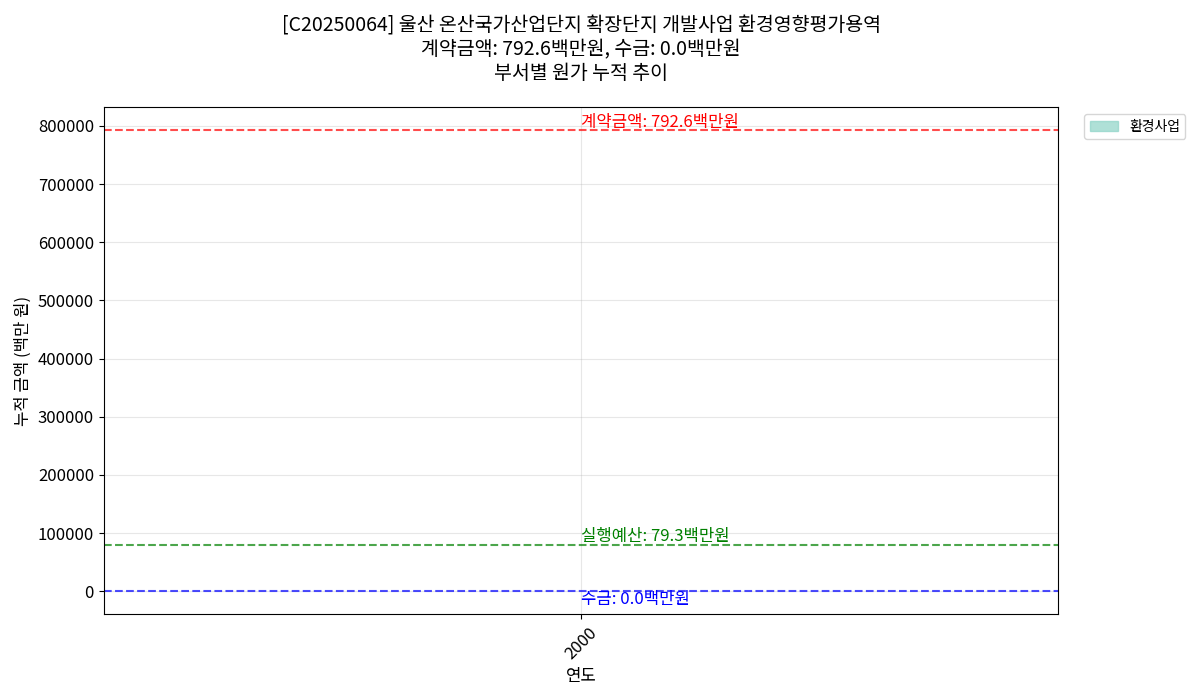 [C20250064] 울산 온산국가산업단지 확장단지 개발사업 환경영향평가용역
계약금액: 792.6백만원, 수금: 0.0백만원
부서별 원가 누적 추이
환경사업
누적 금액 (백만 원)
800000
700000
600000
500000
400000
300000
200000
100000
0
계약금액: 792.6백만원
실행예산: 79.3백만원
수금: 0.0백만원
2000
연도